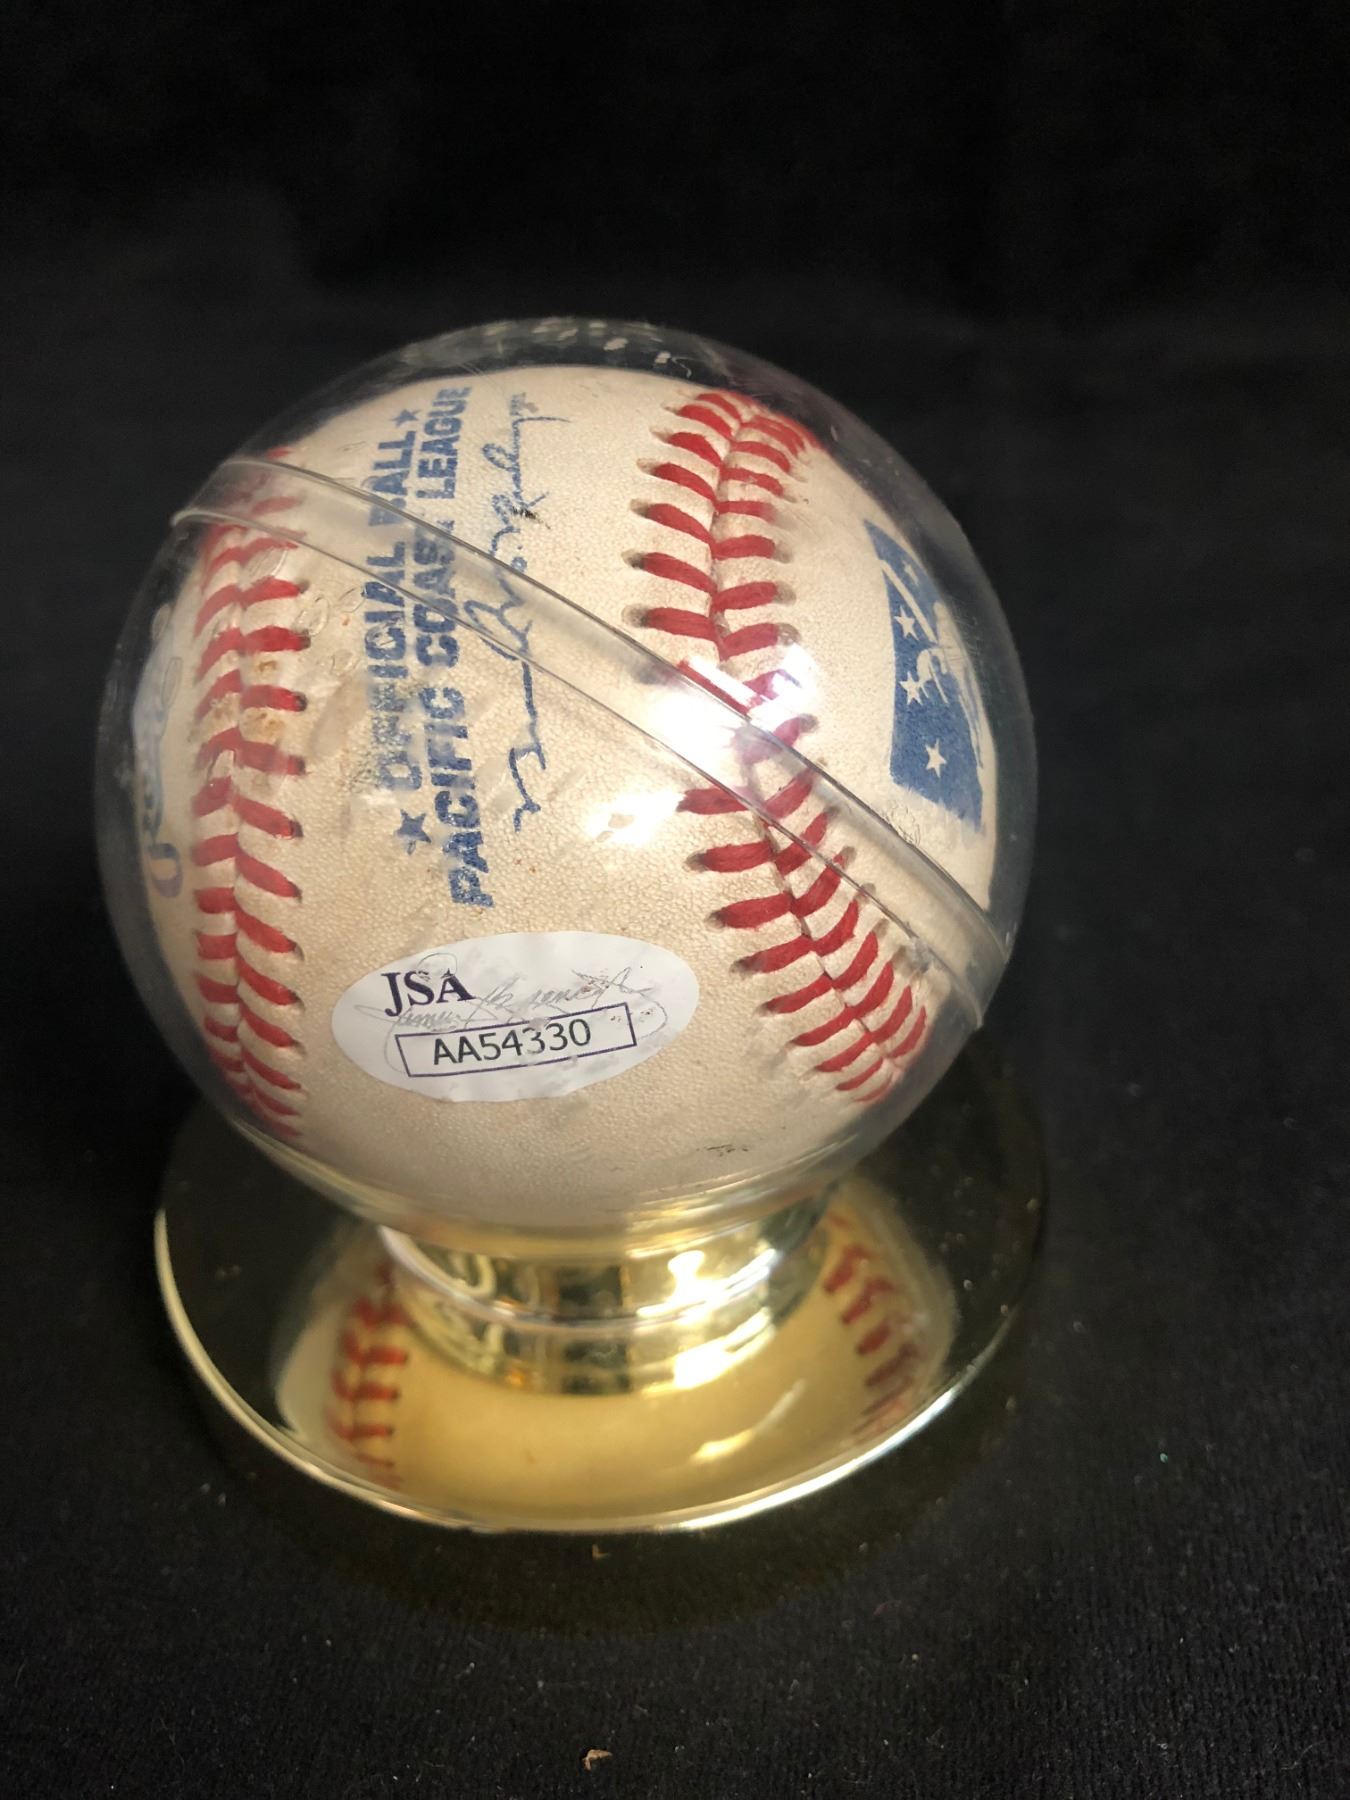 ★ OFFICIAL BALL ★
PACIFIC COAST LEAGUE
JSA
AA54330